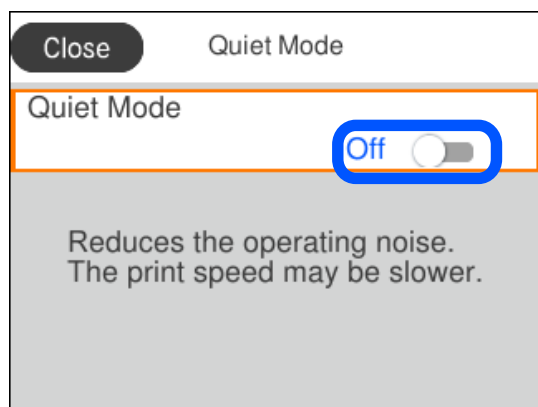 Close
Quiet Mode
Quiet Mode
Off
Reduces the operating noise.
The print speed may be slower.